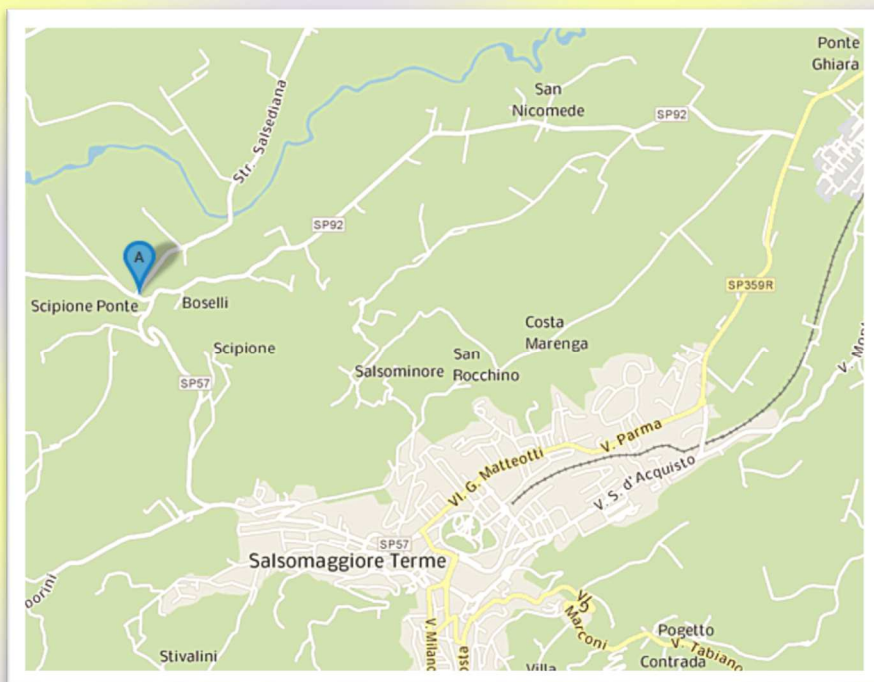 Ponte
Ghiara
San
Nicomede
SP92
Str. Salsediana
SP92
A
Scipione Ponte
Boselli
SP359R
Scipione
Costa
Marenga
San
Rocchino
Salsominore
SP57
V. Parma
Vl. G. Matteotti
V. S. d'Acquisto
SP57
Salsomaggiore Terme
V. Milano
Vl.
Marconi
Pogetto
V. Tabiano
Contrada
Stivalini
Villa